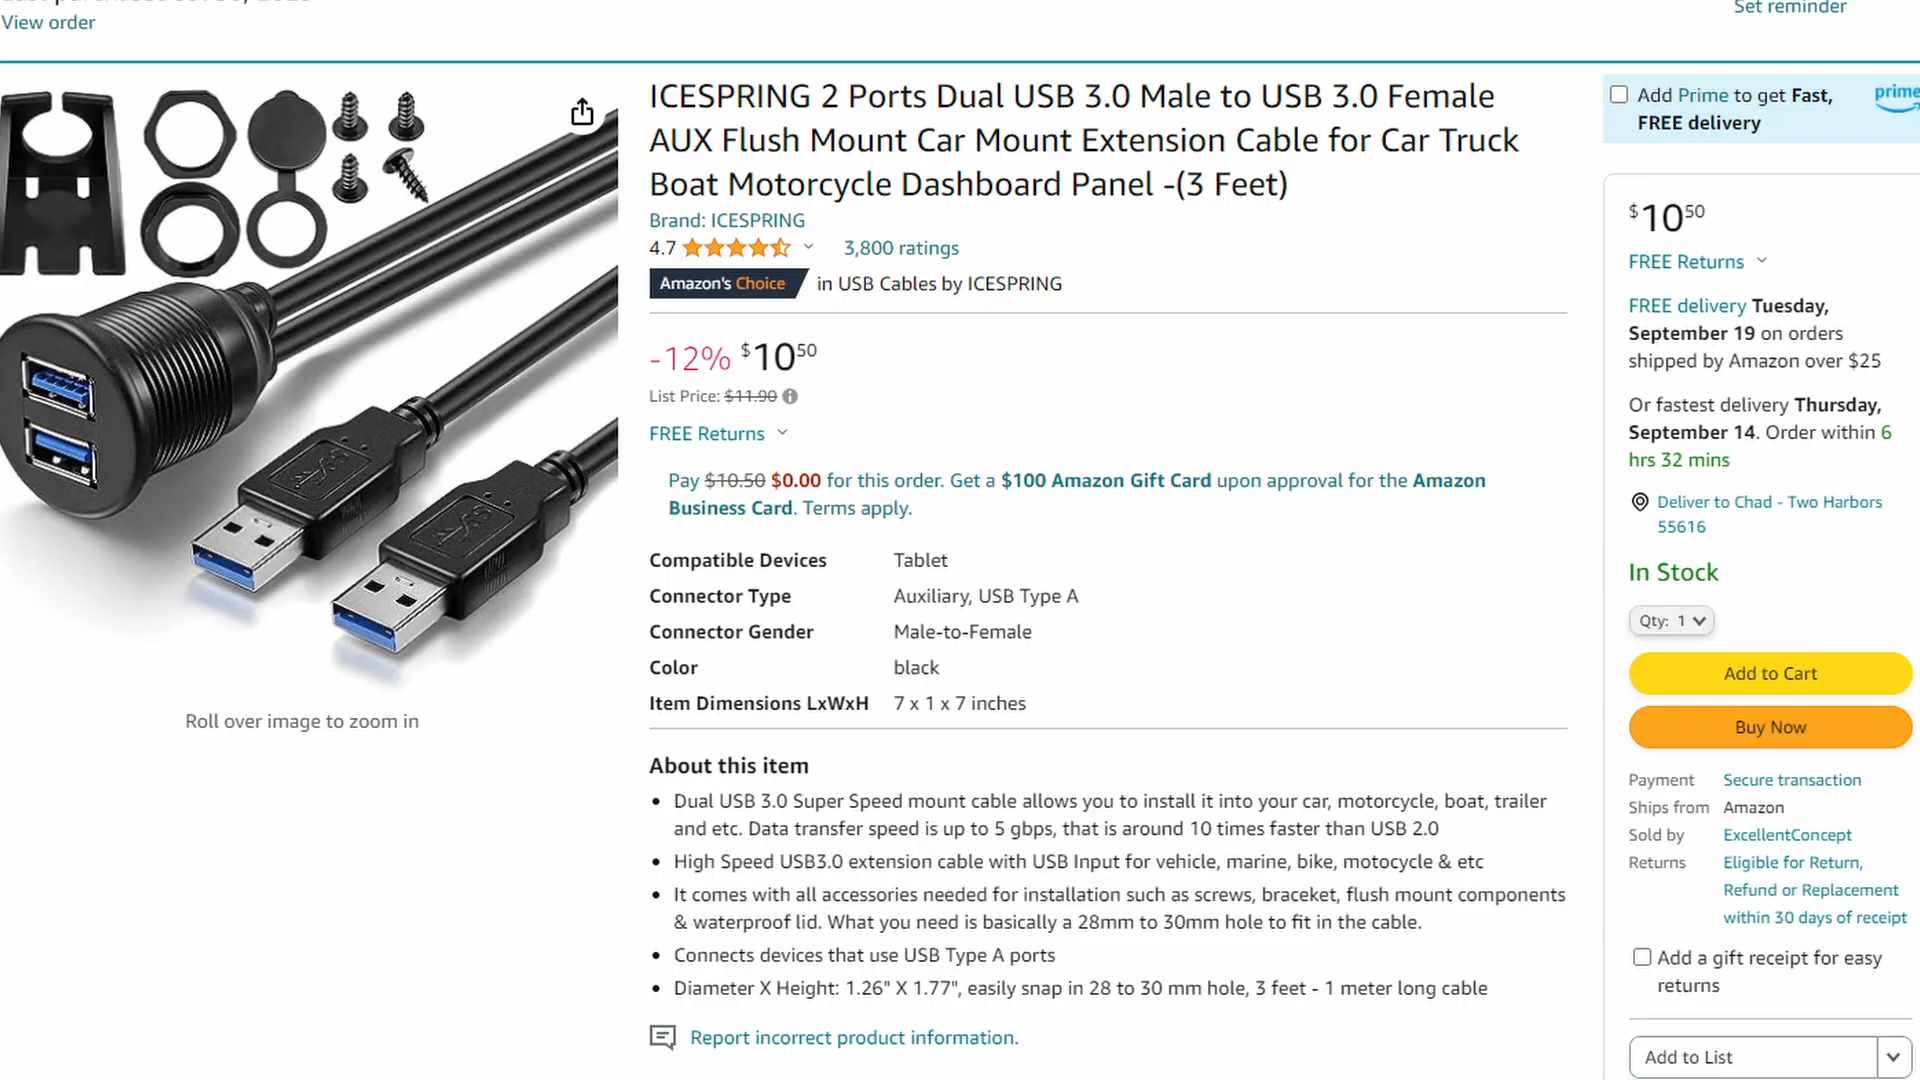 View order
Set reminder
ICESPRING 2 Ports Dual USB 3.0 Male to USB 3.0 Female
AUX Flush Mount Car Mount Extension Cable for Car Truck
Boat Motorcycle Dashboard Panel -(3 Feet)
Brand: ICESPRING
4.7
3,800 ratings
Amazon's Choice in USB Cables by ICESPRING
-12% $10 50
List Price: $11.90
FREE Returns
Pay $10.50 $0.00 for this order. Get a $100 Amazon Gift Card upon approval for the Amazon
Business Card. Terms apply.
Compatible Devices Tablet
Connector Type Auxiliary, USB Type A
Connector Gender Male-to-Female
Color black
Item Dimensions LxWxH 7 x 1 x 7 inches
Roll over image to zoom in
About this item
Dual USB 3.0 Super Speed mount cable allows you to install it into your car, motorcycle, boat, trailer
and etc. Data transfer speed is up to 5 gbps, that is around 10 times faster than USB 2.0
High Speed USB3.0 extension cable with USB Input for vehicle, marine, bike, motocycle & etc
It comes with all accessories needed for installation such as screws, braceket, flush mount components
& waterproof lid. What you need is basically a 28mm to 30mm hole to fit in the cable.
Connects devices that use USB Type A ports
Diameter X Height: 1.26" X 1.77", easily snap in 28 to 30 mm hole, 3 feet - 1 meter long cable
Report incorrect product information.
Add Prime to get Fast,
FREE delivery
prime
$10 50
FREE Returns
FREE delivery Tuesday,
September 19 on orders
shipped by Amazon over $25
Or fastest delivery Thursday,
September 14. Order within 6
hrs 32 mins
Deliver to Chad - Two Harbors
55616
In Stock
Qty: 1
Add to Cart
Buy Now
Payment Secure transaction
Ships from Amazon
Sold by ExcellentConcept
Returns Eligible for Return,
Refund or Replacement
within 30 days of receipt
Add a gift receipt for easy
returns
Add to List